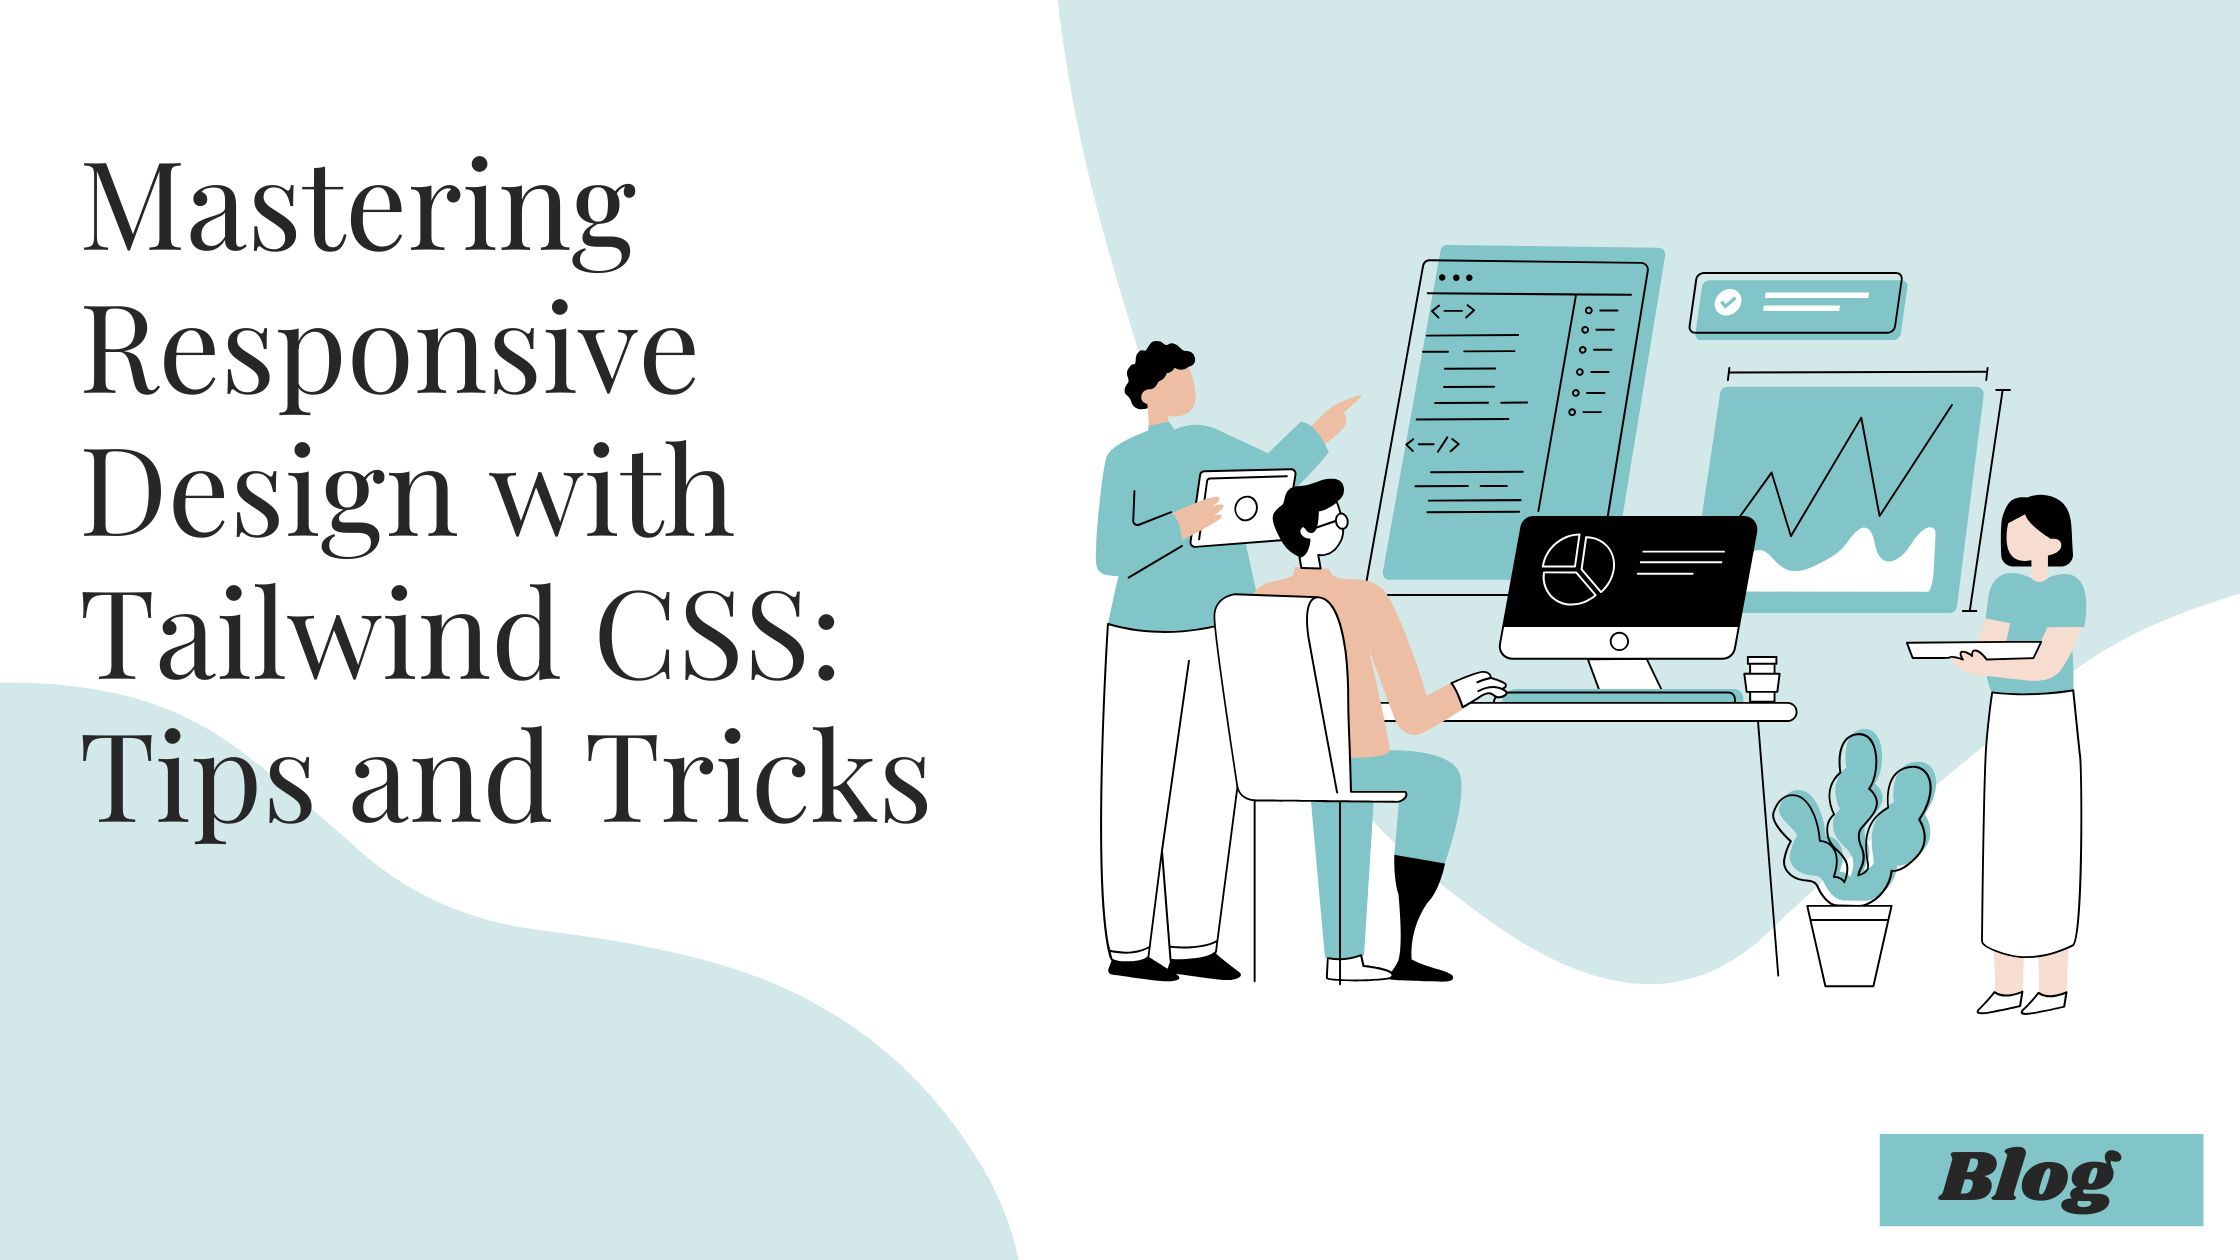 Mastering
Responsive
Design with
Tailwind CSS:
Tips and Tricks
Blog